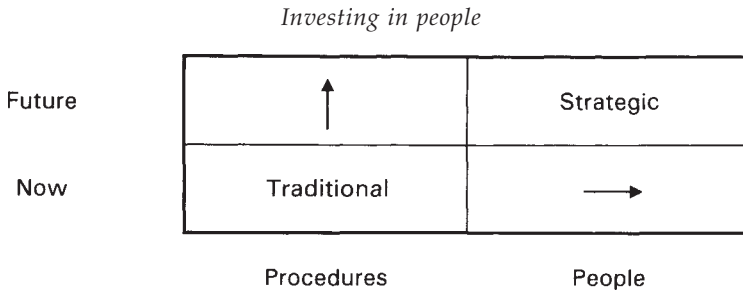 Investing in people
Future Strategic
Now Traditional
Procedures People